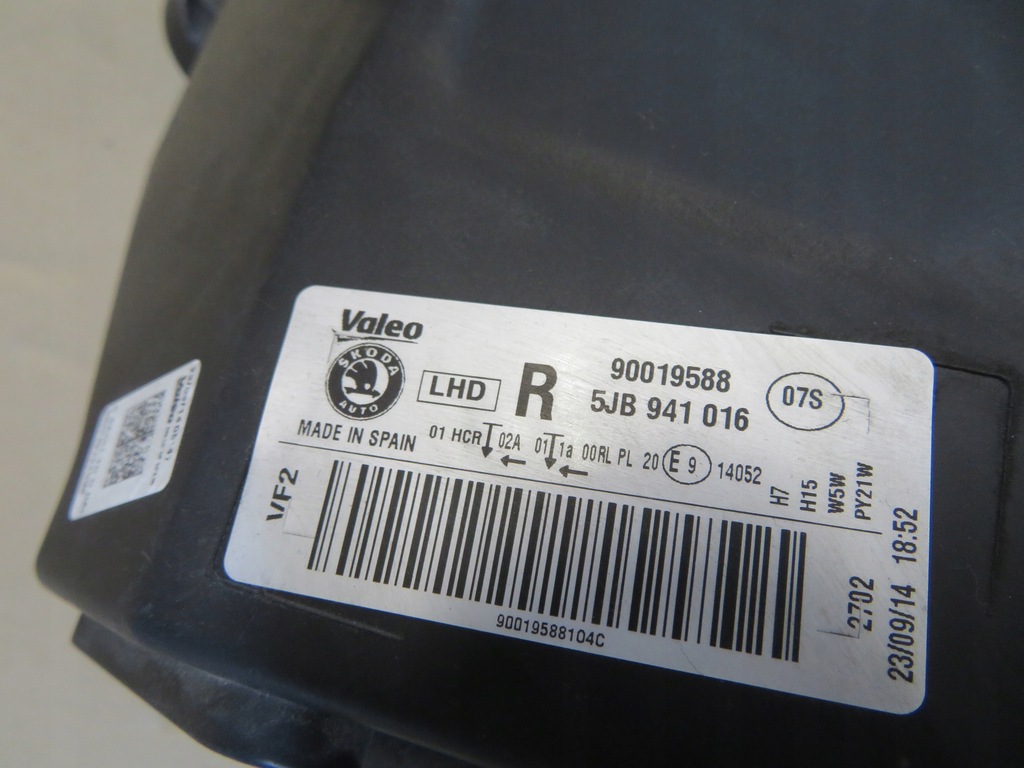 Valeo
ŠKODA
AUTO
LHD
R
90019588
5JB 941 016
07S
MADE IN SPAIN
01 HCR 02A 01 1a 00RL PL 20 E 9 14052
VF2
H7
H15
W5W
PY21W
90019588104C
2702
23/09/14 18:52